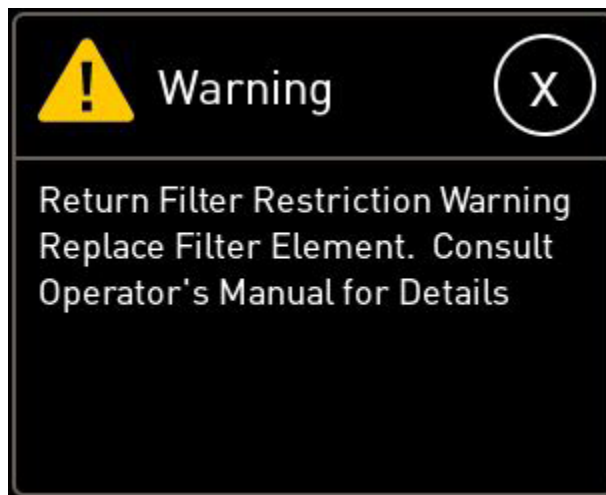 Warning
X
Return Filter Restriction Warning
Replace Filter Element.  Consult
Operator's Manual for Details